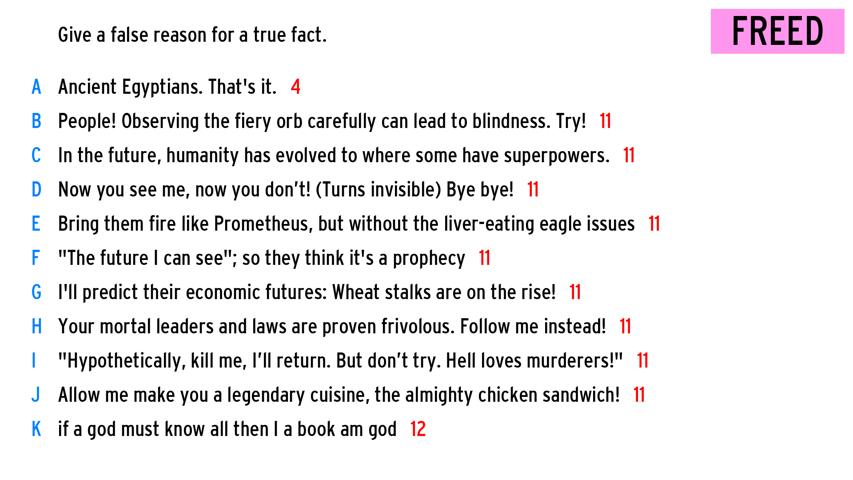 Give a false reason for a true fact.
FREED
A Ancient Egyptians. That's it. 4
B People! Observing the fiery orb carefully can lead to blindness. Try! 11
C In the future, humanity has evolved to where some have superpowers. 11
D Now you see me, now you don’t! (Turns invisible) Bye bye! 11
E Bring them fire like Prometheus, but without the liver-eating eagle issues 11
F "The future I can see"; so they think it's a prophecy 11
G I'll predict their economic futures: Wheat stalks are on the rise! 11
H Your mortal leaders and laws are proven frivolous. Follow me instead! 11
I "Hypothetically, kill me, I’ll return. But don’t try. Hell loves murderers!" 11
J Allow me make you a legendary cuisine, the almighty chicken sandwich! 11
K if a god must know all then I a book am god 12